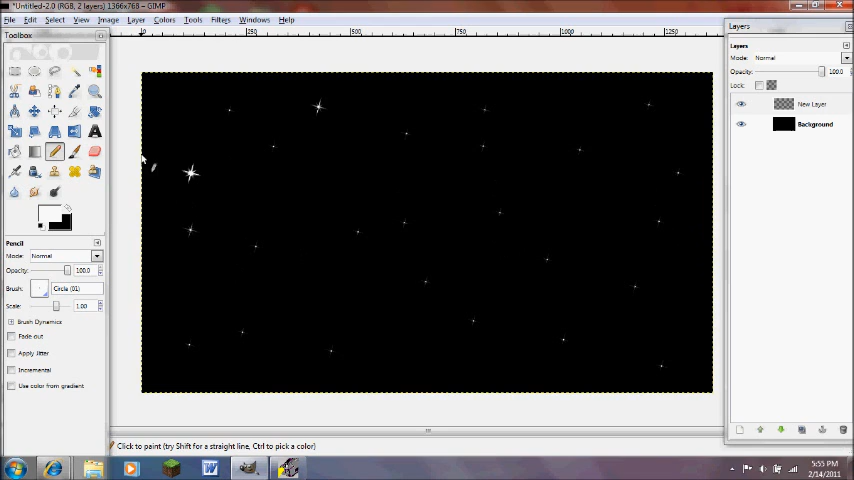 *Untitled-2.0 (RGB, 2 layers) 1366x768 – GIMP
File Edit Select View Image Layer Colors Tools Filters Windows Help
Toolbox
0 250 500 750 1000 1250
Layers
Layers
Mode: Normal
Opacity: 100.0
Lock:
New Layer
Background
Pencil
Mode: Normal
Opacity: 100.0
Brush: Circle (01)
Scale: 1.00
Brush Dynamics
Fade out
Apply Jitter
Incremental
Use color from gradient
Click to paint (try Shift for a straight line, Ctrl to pick a color)
5:55 PM
2/14/2011